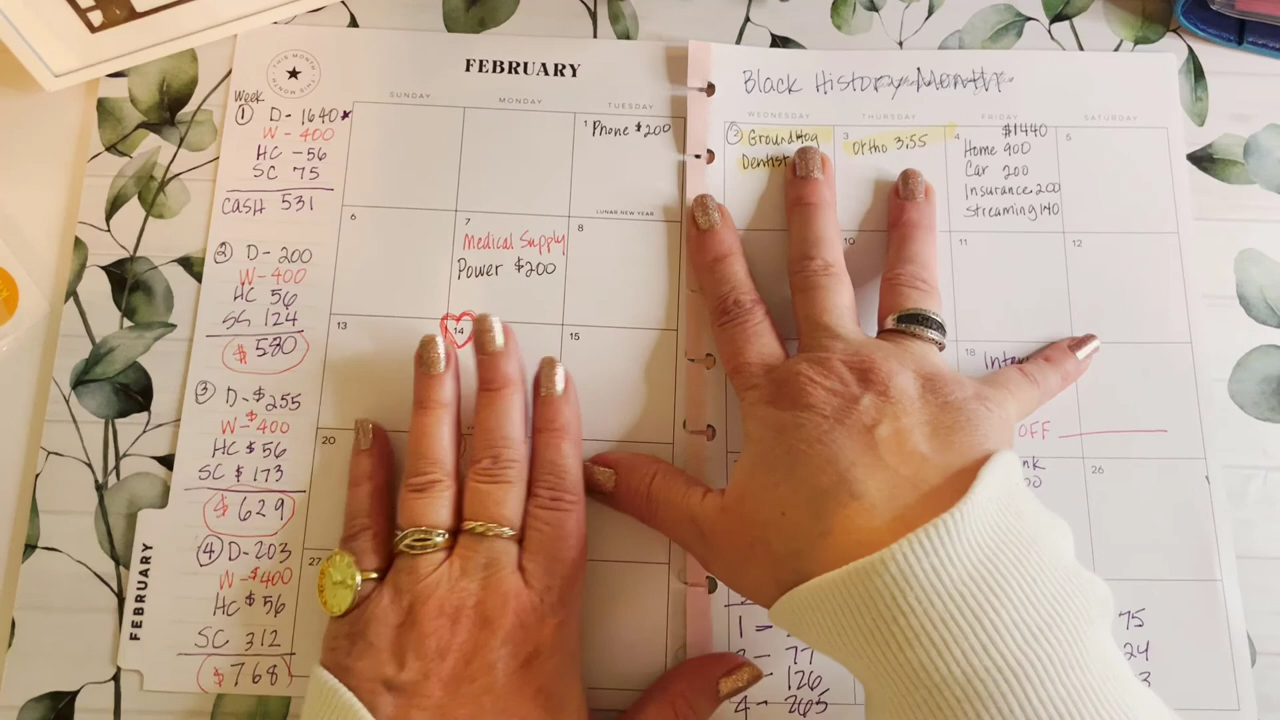 THIS MONTH
THIS MONTH
FEBRUARY
Black History Month
SUNDAY
MONDAY
TUESDAY
WEDNESDAY
THURSDAY
FRIDAY
SATURDAY
Week
① D - 1640
W - 400
HC - 56
SC 75
CASH 531
② D - 200
W - 400
HC 56
SC 124
$ 580
③ D - $255
W - $400
HC $56
SC $173
$ 629
④ D - 203
W - $400
HC $56
SC 312
$ 768
FEBRUARY
1 Phone $200
LUNAR NEW YEAR
② GroundHog
Dentist
3 Ortho 3:55
4 $1440
Home 900
Car 200
Insurance 200
Streaming 140
5
6
7
Medical Supply
Power $200
8
10
11
12
13
14
15
18
OFF
20
26
27
1 =
77
126
4 - 265
75
24
3